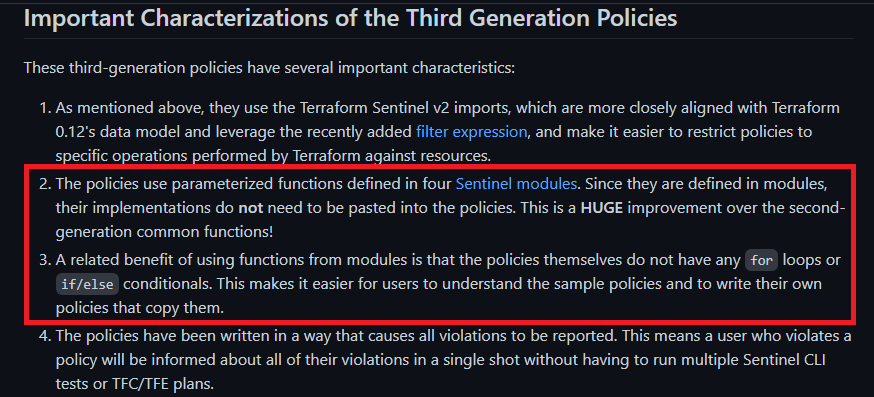 Important Characterizations of the Third Generation Policies
These third-generation policies have several important characteristics:
1. As mentioned above, they use the Terraform Sentinel v2 imports, which are more closely aligned with Terraform
0.12's data model and leverage the recently added filter expression, and make it easier to restrict policies to
specific operations performed by Terraform against resources.
2. The policies use parameterized functions defined in four Sentinel modules. Since they are defined in modules,
their implementations do not need to be pasted into the policies. This is a HUGE improvement over the second-
generation common functions!
3. A related benefit of using functions from modules is that the policies themselves do not have any for loops or
if/else conditionals. This makes it easier for users to understand the sample policies and to write their own
policies that copy them.
4. The policies have been written in a way that causes all violations to be reported. This means a user who violates a
policy will be informed about all of their violations in a single shot without having to run multiple Sentinel CLI
tests or TFC/TFE plans.